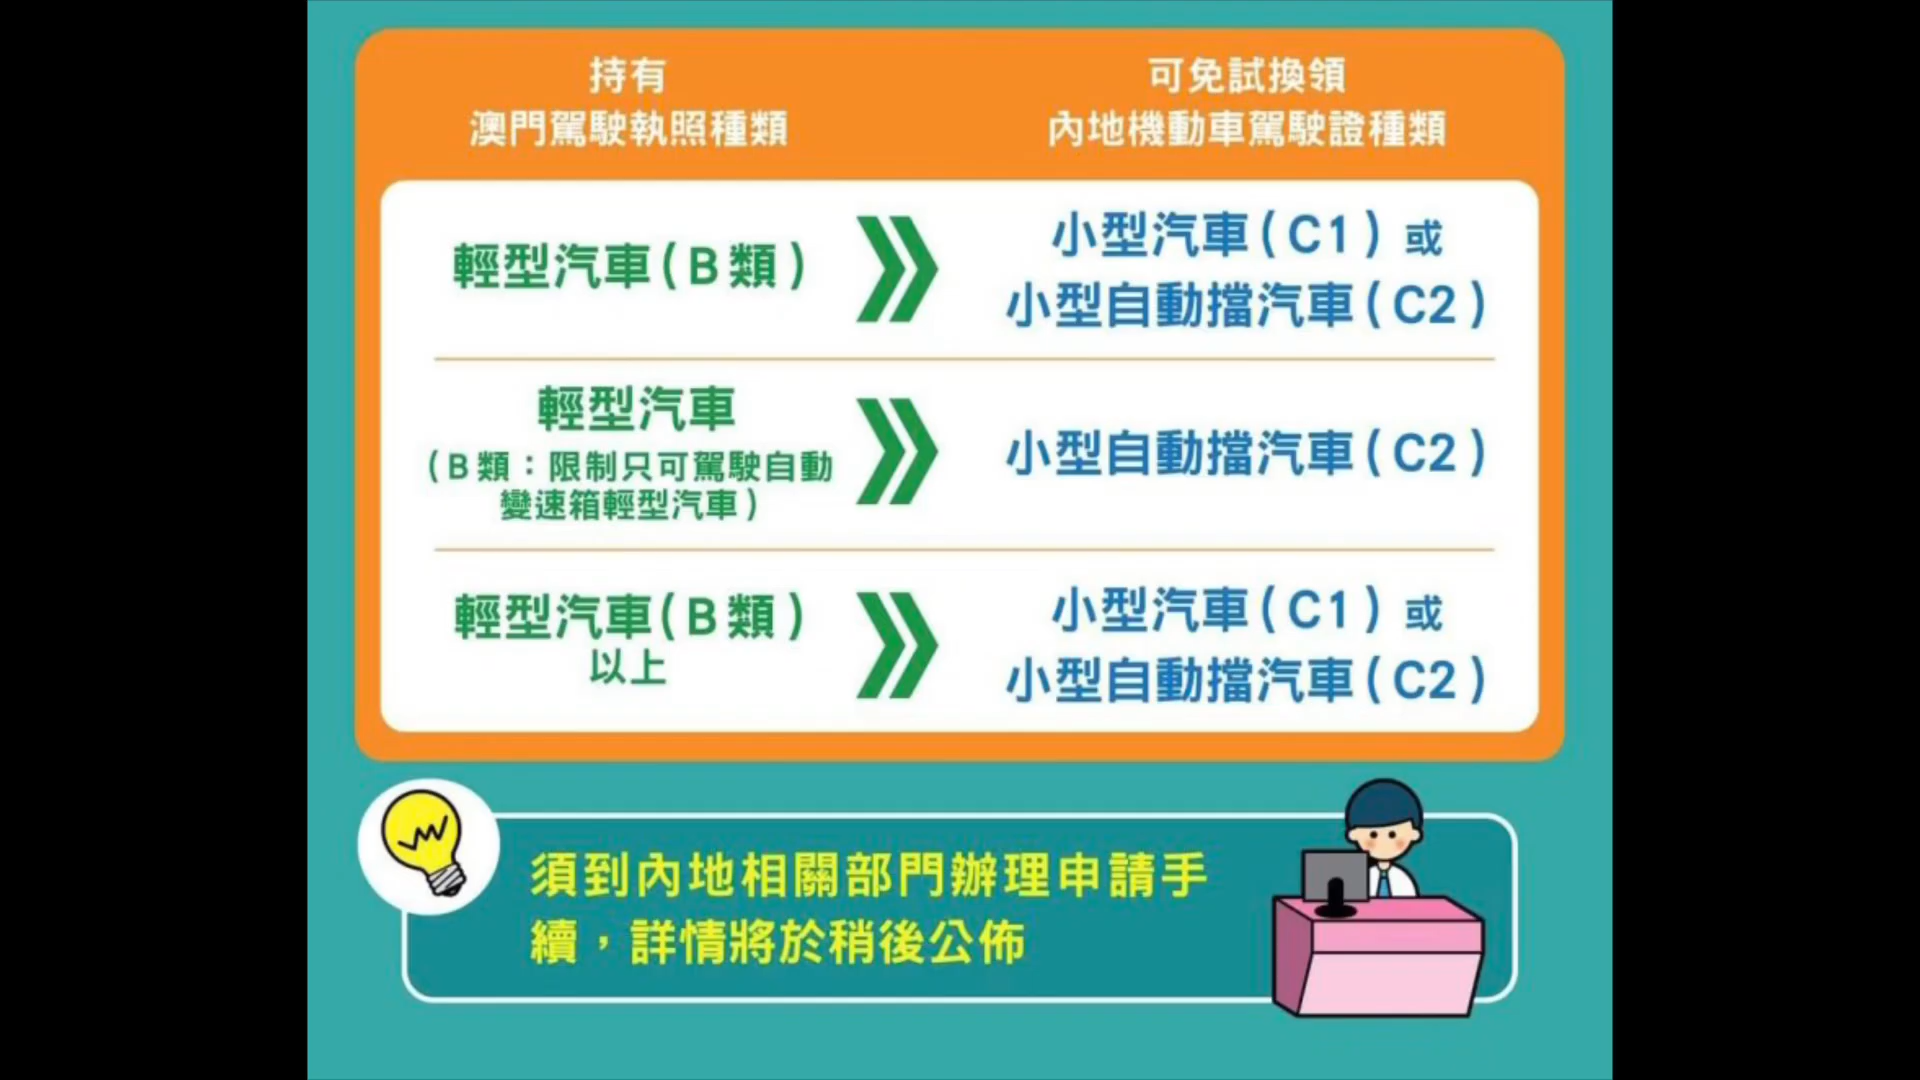 持有
澳門駕駛執照種類
可免試換領
內地機動車駕駛證種類
輕型汽車(B類)
小型汽車(C1)或
小型自動擋汽車(C2)
輕型汽車
(B類：限制只可駕駛自動
變速箱輕型汽車)
小型自動擋汽車(C2)
輕型汽車(B類)
以上
小型汽車(C1)或
小型自動擋汽車(C2)
須到內地相關部門辦理申請手
續，詳情將於稍後公佈